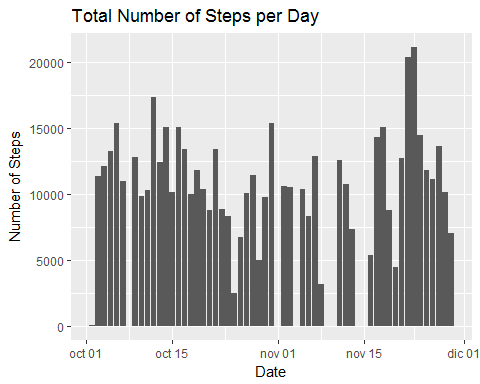 Total Number of Steps per Day
Number of Steps
20000
15000
10000
5000
0
oct 01
oct 15
nov 01
nov 15
dic 01
Date